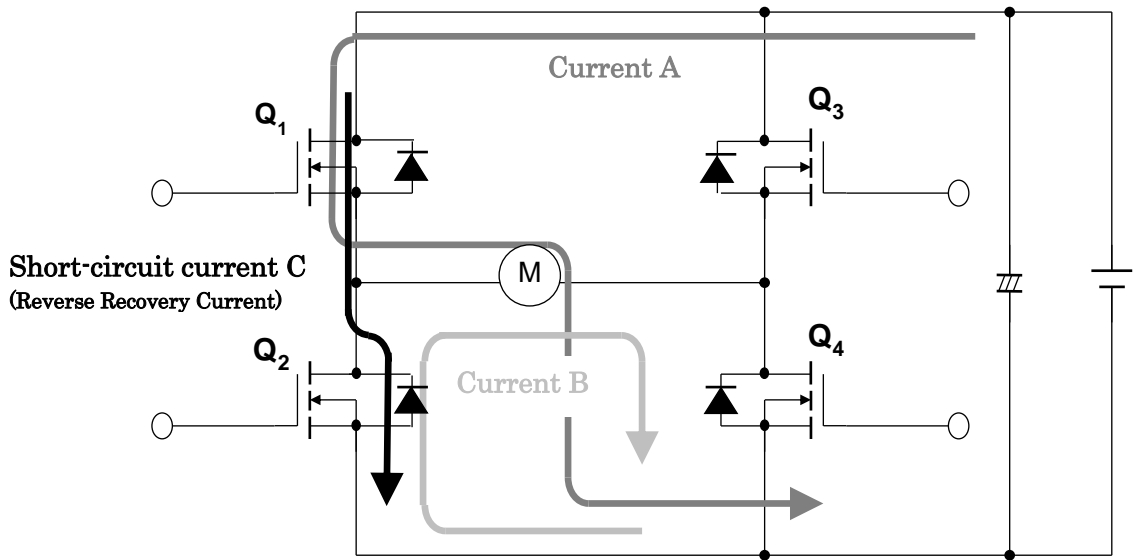 Current A
Q1
Q3
M
Short-circuit current C
(Reverse Recovery Current)
Q2
Q4
Current B